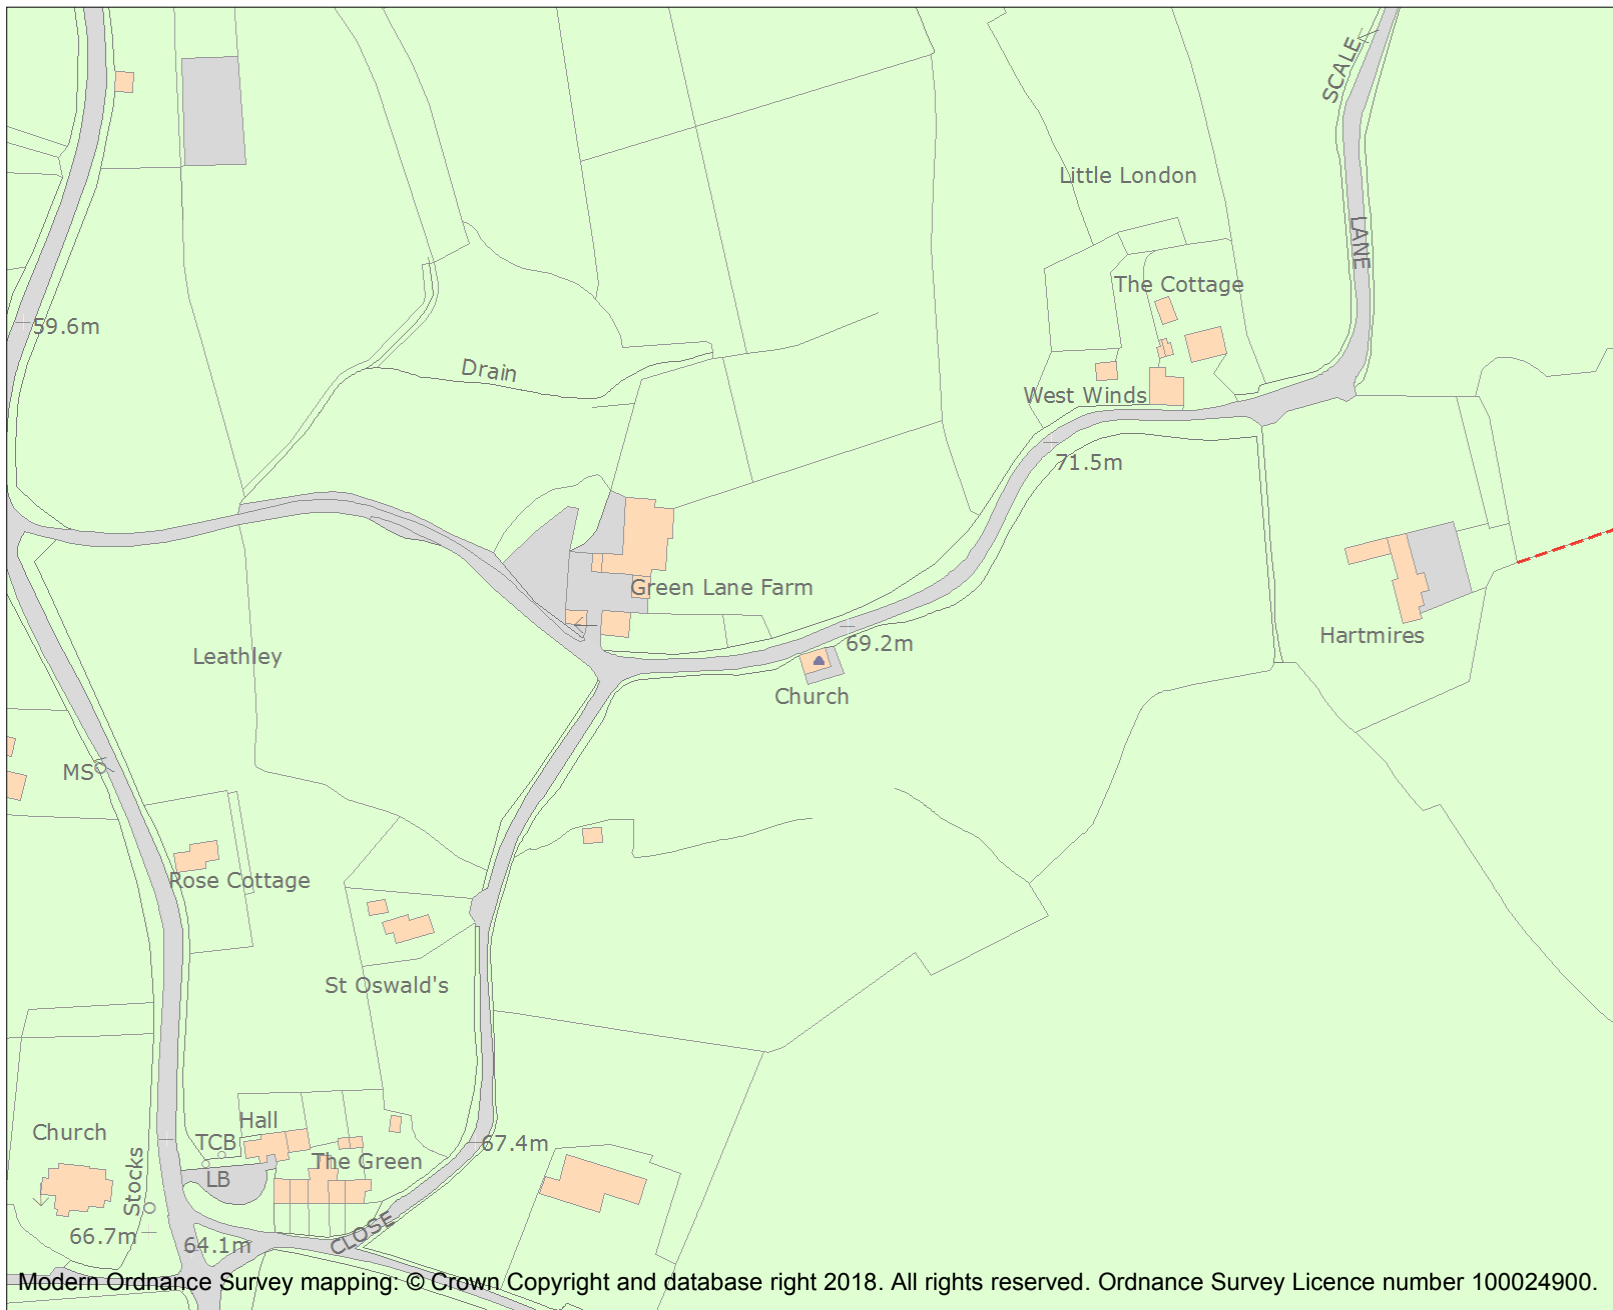 SCALE
Little London
LANE
The Cottage
59.6m
Drain
West Winds
71.5m
Green Lane Farm
Hartmires
69.2m
Leathley
Church
MS
Rose Cottage
St Oswald's
Hall
Church
TCB
67.4m
The Green
Stocks
LB
CLOSE
66.7m
64.1m
Modern Ordnance Survey mapping: © Crown Copyright and database right 2018. All rights reserved. Ordnance Survey Licence number 100024900.